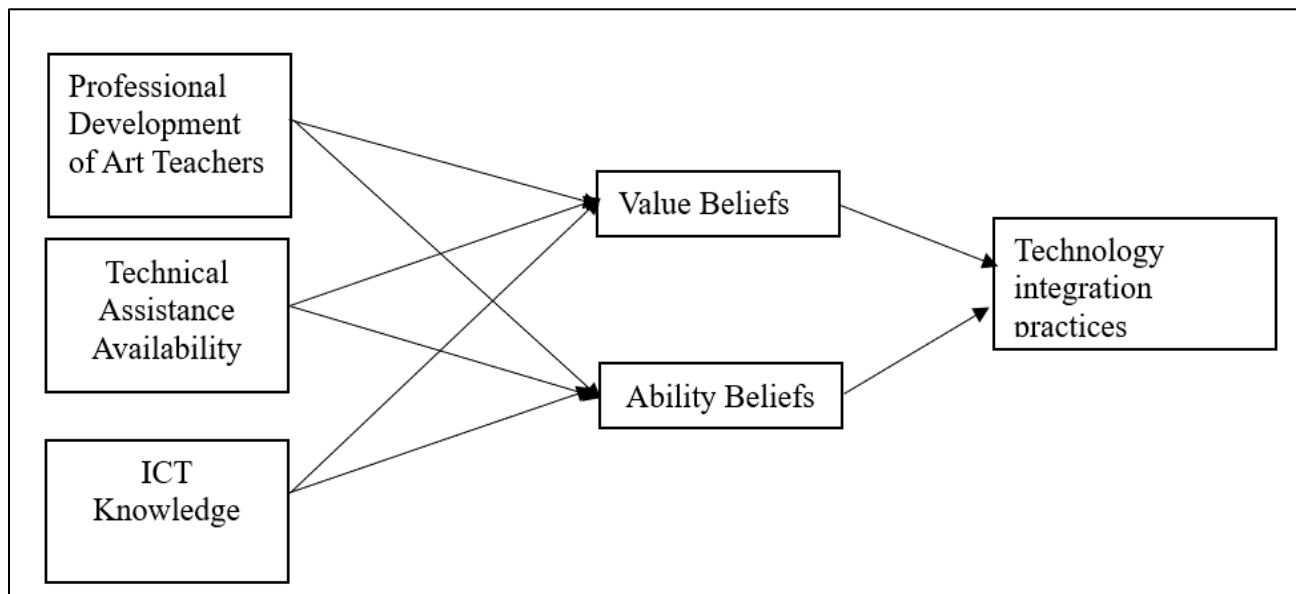 Professional
Development
of Art Teachers
Technical
Assistance
Availability
ICT
Knowledge
Value Beliefs
Ability Beliefs
Technology
integration
practices